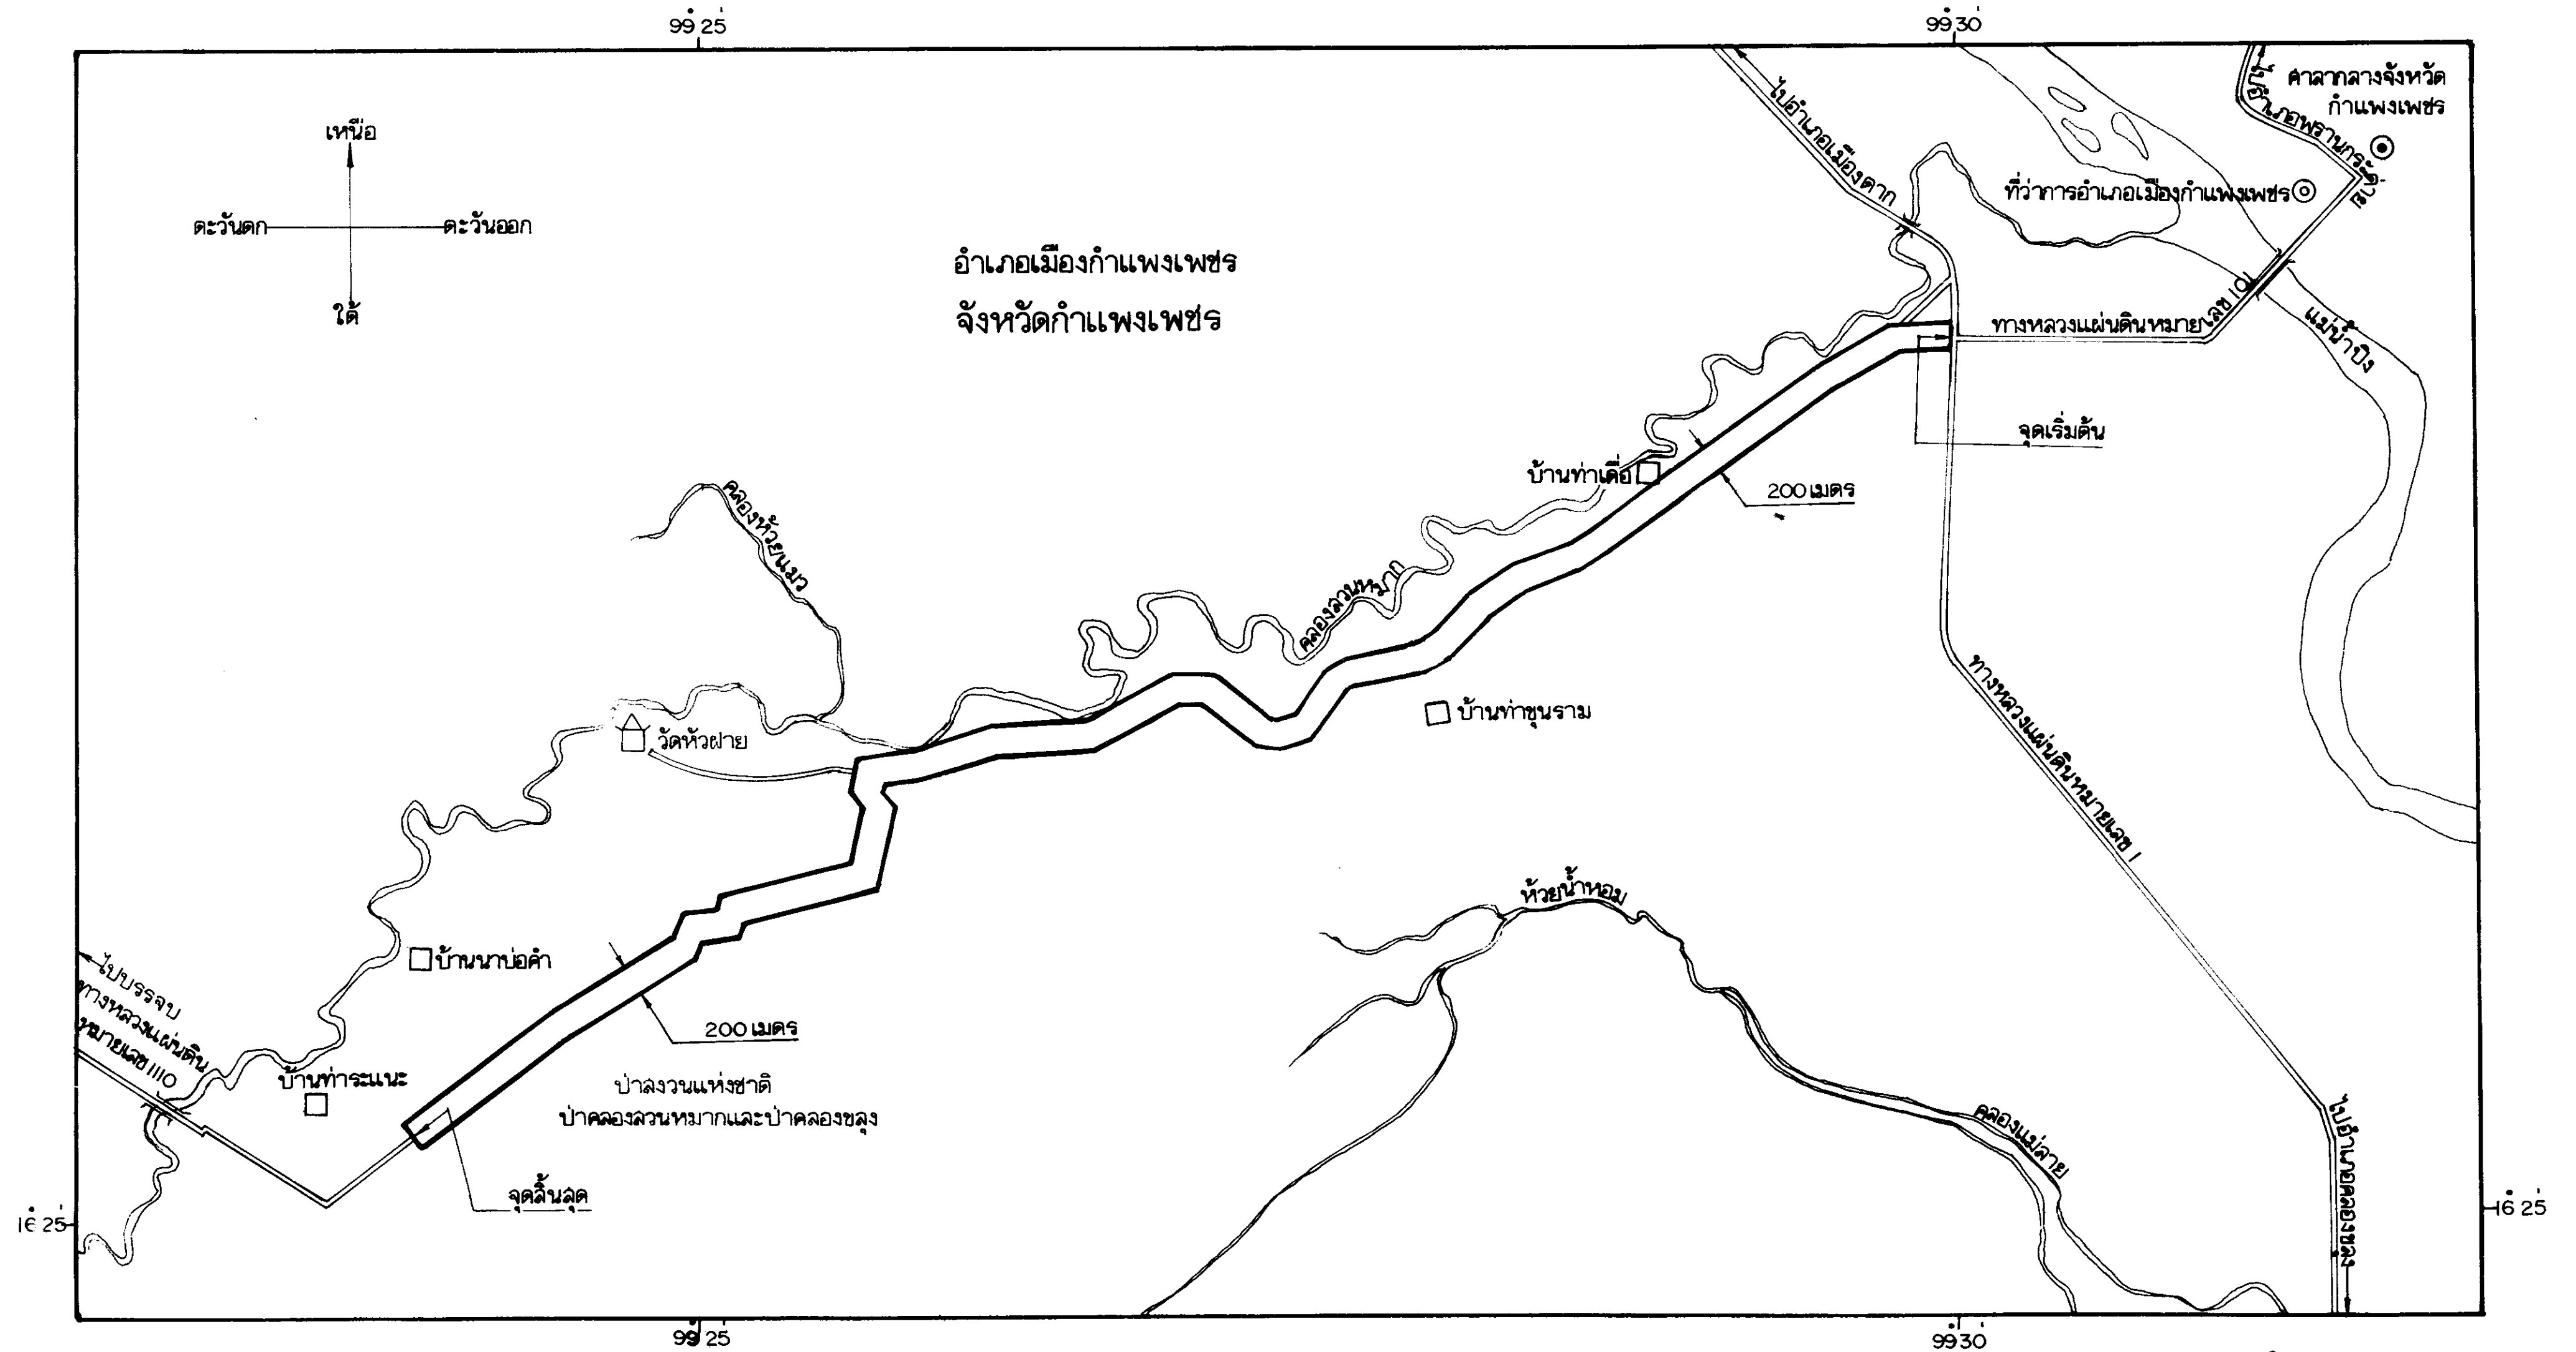 99° 25'
99° 30'
ศาลากลางจังหวัด
กำแพงเพชร
ไปอำเภอพรานกระต่าย
ไปอำเภอเมืองตาก
ที่ว่าการอำเภอเมืองกำแพงเพชร
เหนือ
ตะวันตก
ตะวันออก
ใต้
อำเภอเมืองกำแพงเพชร
จังหวัดกำแพงเพชร
ทางหลวงแผ่นดินหมายเลข 101
แม่น้ำปิง
จุดเริ่มต้น
บ้านท่าเดื่อ
200 เมตร
คลองห้วยแมว
คลองสวนหมาก
บ้านท่าขุนราม
วัดหัวฝาย
ทางหลวงแผ่นดินหมายเลข 1
ห้วยน้ำหอม
บ้านนาบ่อคำ
ไปบรรจบ
ทางหลวงแผ่นดิน
หมายเลข 1110
200 เมตร
บ้านท่าระแนะ
ป่าสงวนแห่งชาติ
ป่าคลองสวนหมากและป่าคลองขลุง
คลองแม่ลาย
ไปอำเภอคลองขลุง
จุดสิ้นสุด
16° 25'
16° 25'
99° 25'
99° 30'